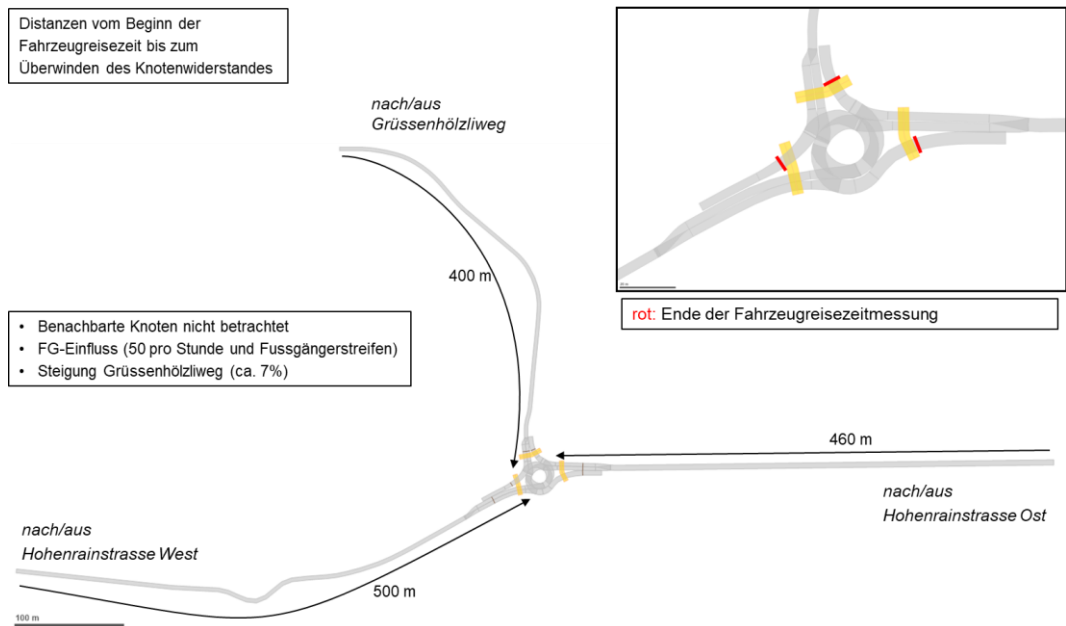 Distanzen vom Beginn der
Fahrzeugreisezeit bis zum
Überwinden des Knotenwiderstandes
nach/aus
Grüssenhölzliweg
400 m
rot: Ende der Fahrzeugreisezeitmessung
• Benachbarte Knoten nicht betrachtet
• FG-Einfluss (50 pro Stunde und Fussgängerstreifen)
• Steigung Grüssenhölzliweg (ca. 7%)
460 m
nach/aus
Hohenrainstrasse Ost
nach/aus
Hohenrainstrasse West
500 m
100 m